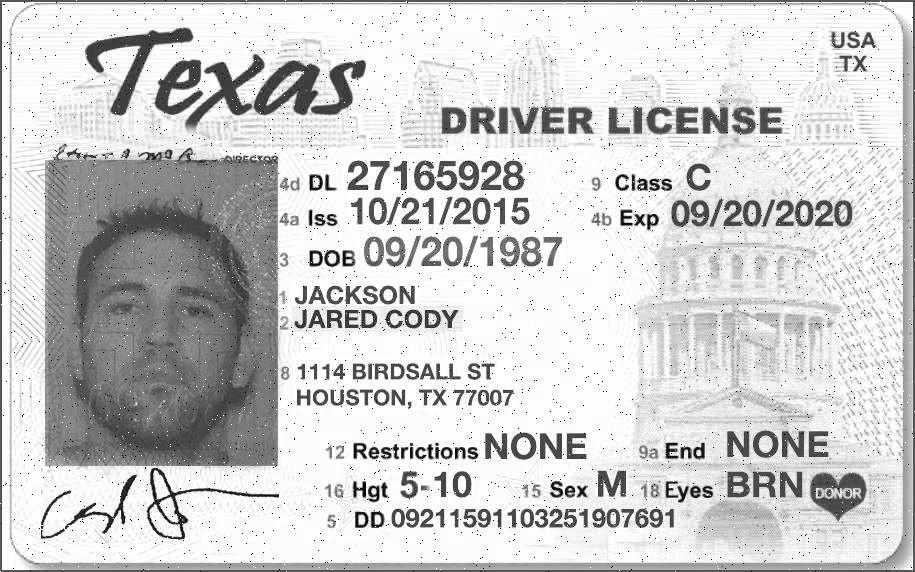 Texas
USA
TX
DRIVER LICENSE
DIRECTOR
4d DL 27165928 9 Class C
4a Iss 10/21/2015 4b Exp 09/20/2020
3 DOB 09/20/1987
1 JACKSON
2 JARED CODY
8 1114 BIRDSALL ST
HOUSTON, TX 77007
12 Restrictions NONE 9a End NONE
16 Hgt 5-10 15 Sex M 18 Eyes BRN DONOR
5 DD 09211591103251907691